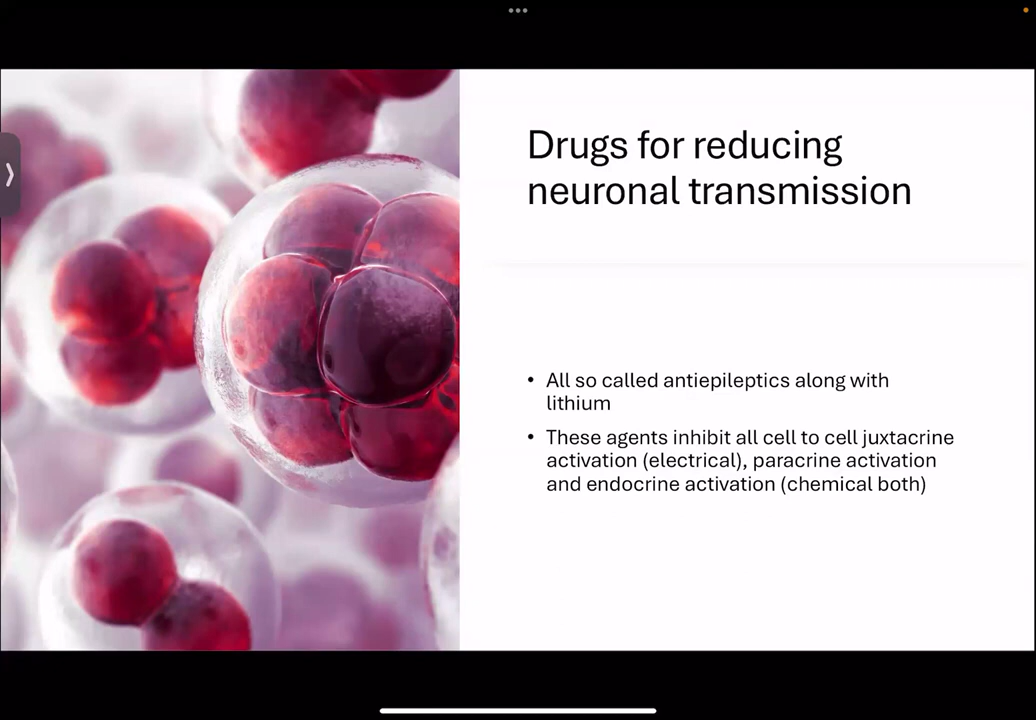 Drugs for reducing
neuronal transmission
• All so called antiepileptics along with
lithium
• These agents inhibit all cell to cell juxtacrine
activation (electrical), paracrine activation
and endocrine activation (chemical both)